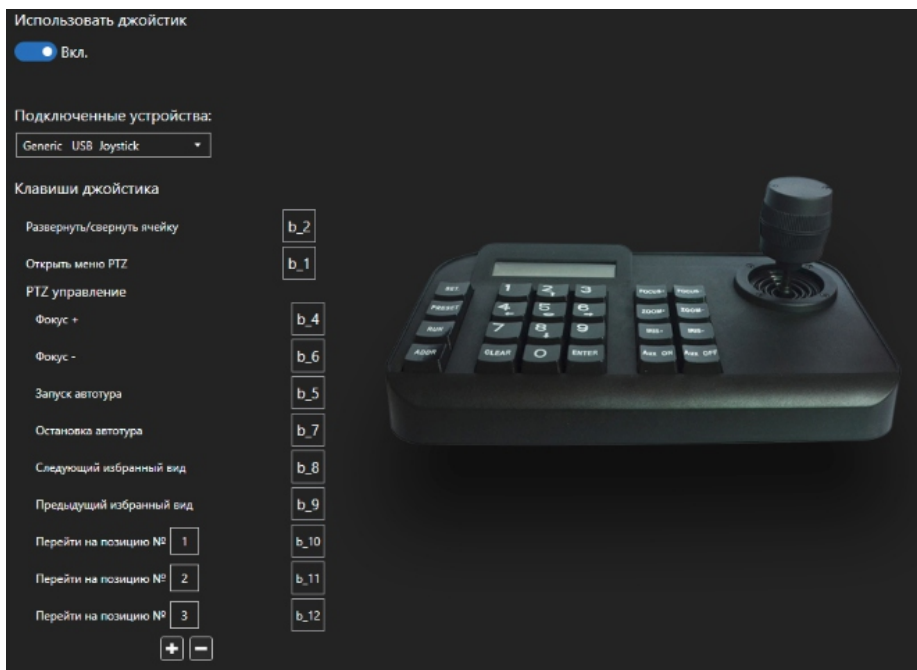 Использовать джойстик
Вкл.
Подключенные устройства:
Generic USB Joystick
Клавиши джойстика
Развернуть/свернуть ячейку b_2
Открыть меню PTZ b_1
PTZ управление
Фокус + b_4
Фокус - b_6
Запуск автотура b_5
Остановка автотура b_7
Следующий избранный вид b_8
Предыдущий избранный вид b_9
Перейти на позицию № 1 b_10
Перейти на позицию № 2 b_11
Перейти на позицию № 3 b_12
SET 1 2 3 FOCUS+ FOCUS-
PRESET 4 5 6 ZOOM+ ZOOM-
RUN 7 8 9
ADDR CLEAR 0 ENTER Aux ON Aux OFF